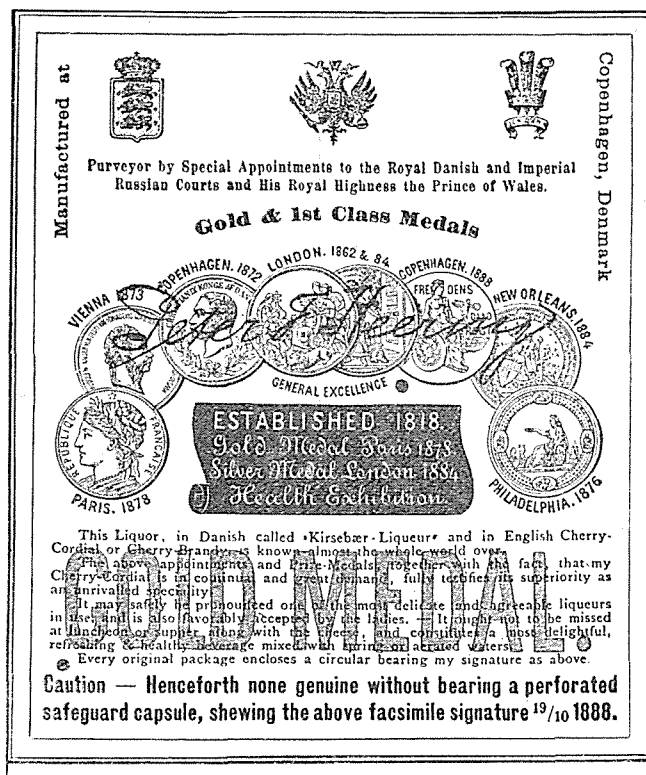 Manufactured at
Copenhagen, Denmark
Purveyor by Special Appointments to the Royal Danish and Imperial
Russian Courts and His Royal Highness the Prince of Wales.
Gold & 1st Class Medals
VIENNA 1873
COPENHAGEN. 1872
LONDON. 1862 & 84
COPENHAGEN. 1888
NEW ORLEANS 1884
FREDENS
Peter F Heering
GENERAL EXCELLENCE
REPUBLIQUE FRANÇAISE
PARIS. 1878
PHILADELPHIA. 1876
ESTABLISHED 1818.
Gold Medal Paris 1878.
Silver Medal London 1884
Health Exhibition.
This Liquor, in Danish called "Kirsebær-Liqueur" and in English Cherry-
Cordial or Cherry-Brandy, is known almost the whole world over.
The above appointments and Prize-Medals, together with the fact, that my
Cherry-Cordial is in continual and great demand, fully testifies its superiority as
an unrivalled speciality.
It may safely be pronounced one of the most delicate and agreeable liqueurs
in use, and is also favorably accepted by the ladies. – It ought not to be missed
at luncheon or supper along with the cheese, and constitutes a most delightful,
refreshing & healthy beverage mixed with spring or aerated waters.
Every original package encloses a circular bearing my signature as above.
GOLD MEDAL.
Caution — Henceforth none genuine without bearing a perforated
safeguard capsule, shewing the above facsimile signature 19/10 1888.